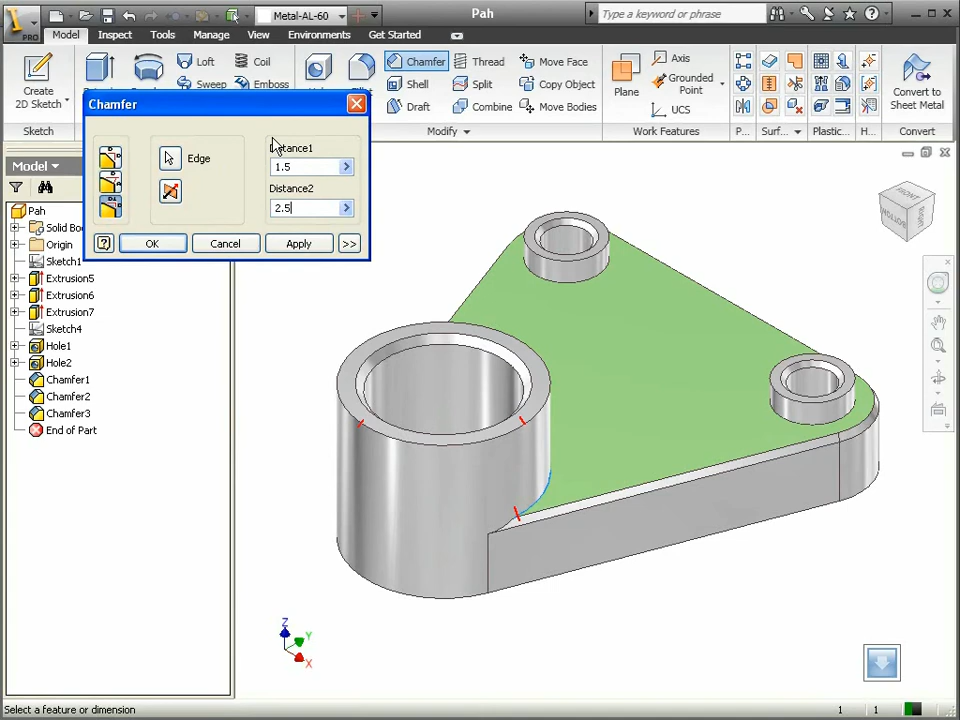 Metal-AL-60
Pah
Type a keyword or phrase
PRO
Model
Inspect
Tools
Manage
View
Environments
Get Started
Create
2D Sketch
Loft
Coil
Sweep
Emboss
Chamfer
Thread
Move Face
Shell
Split
Copy Object
Draft
Combine
Move Bodies
Plane
Axis
Grounded
Point
UCS
Convert to
Sheet Metal
Sketch
Modify
Work Features
P...
Surf...
Plastic...
H...
Convert
Chamfer
Edge
Distance1
1.5
Distance2
2.5
OK
Cancel
Apply
>>
Model
Pah
Solid Bo
Origin
Sketch1
Extrusion5
Extrusion6
Extrusion7
Sketch4
Hole1
Hole2
Chamfer1
Chamfer2
Chamfer3
End of Part
FRONT
Z
Y
X
Select a feature or dimension
1
1